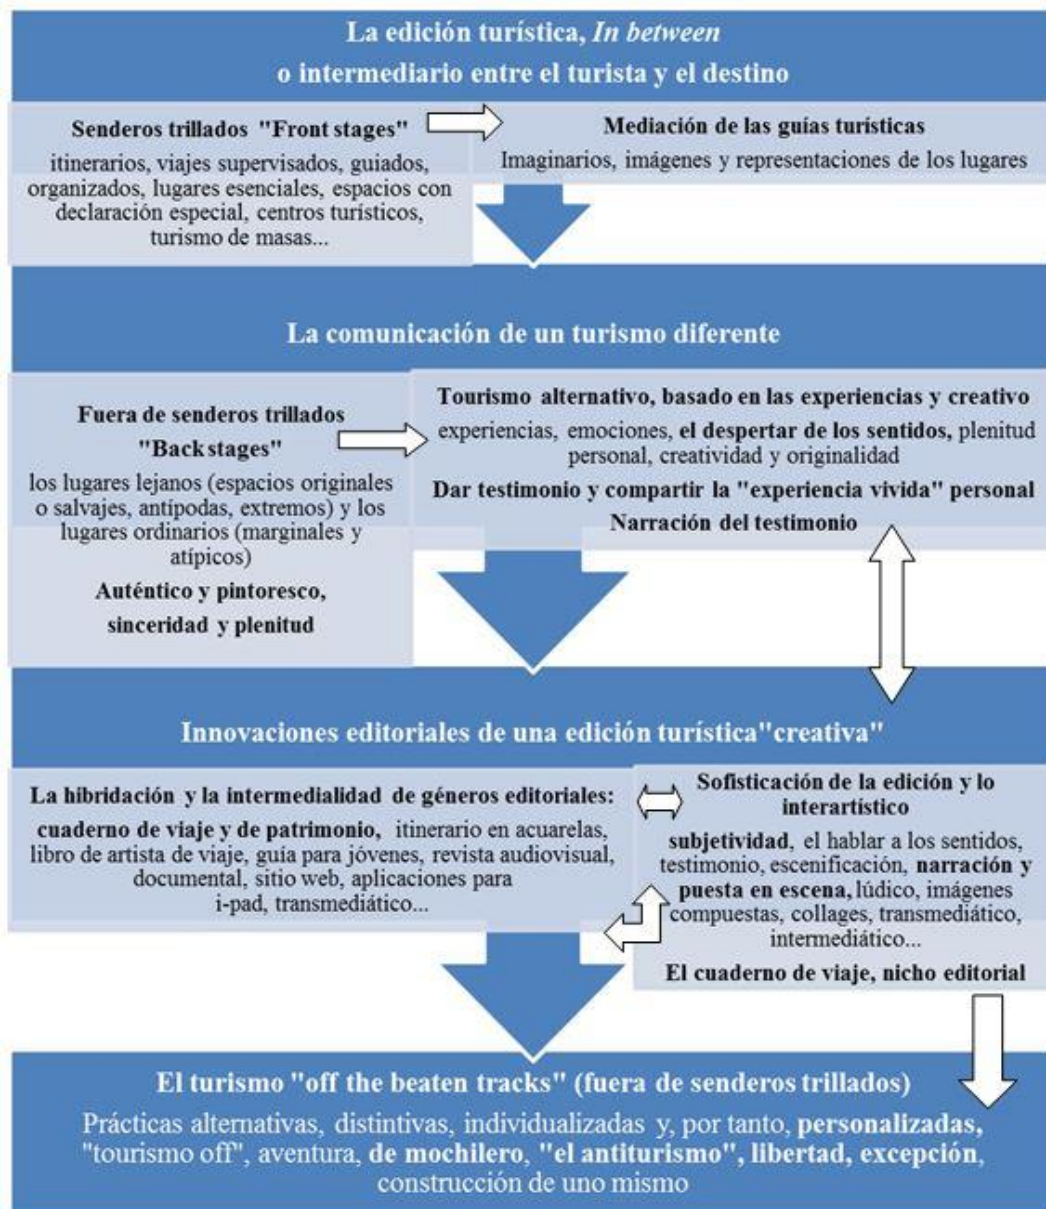 La edición turística, In between
o intermediario entre el turista y el destino
Senderos trillados "Front stages"
itinerarios, viajes supervisados, guiados,
organizados, lugares esenciales, espacios con
declaración especial, centros turísticos,
turismo de masas...
Mediación de las guías turísticas
Imaginarios, imágenes y representaciones de los lugares
La comunicación de un turismo diferente
Fuera de senderos trillados
"Back stages"
los lugares lejanos (espacios originales
o salvajes, antípodas, extremos) y los
lugares ordinarios (marginales y
atípicos)
Auténtico y pintoresco,
sinceridad y plenitud
Tourismo alternativo, basado en las experiencias y creativo
experiencias, emociones, el despertar de los sentidos, plenitud
personal, creatividad y originalidad
Dar testimonio y compartir la "experiencia vivida" personal
Narración del testimonio
Innovaciones editoriales de una edición turística"creativa"
La hibridación y la intermedialidad de géneros editoriales:
cuaderno de viaje y de patrimonio, itinerario en acuarelas,
libro de artista de viaje, guía para jóvenes, revista audiovisual,
documental, sitio web, aplicaciones para
i-pad, transmediático...
Sofisticación de la edición y lo
interartístico
subjetividad, el hablar a los sentidos,
testimonio, escenificación, narración y
puesta en escena, lúdico, imágenes
compuestas, collages, transmediático,
intermediático...
El cuaderno de viaje, nicho editorial
El turismo "off the beaten tracks" (fuera de senderos trillados)
Prácticas alternativas, distintivas, individualizadas y, por tanto, personalizadas,
"tourismo off", aventura, de mochilero, "el antiturismo", libertad, excepción,
construcción de uno mismo